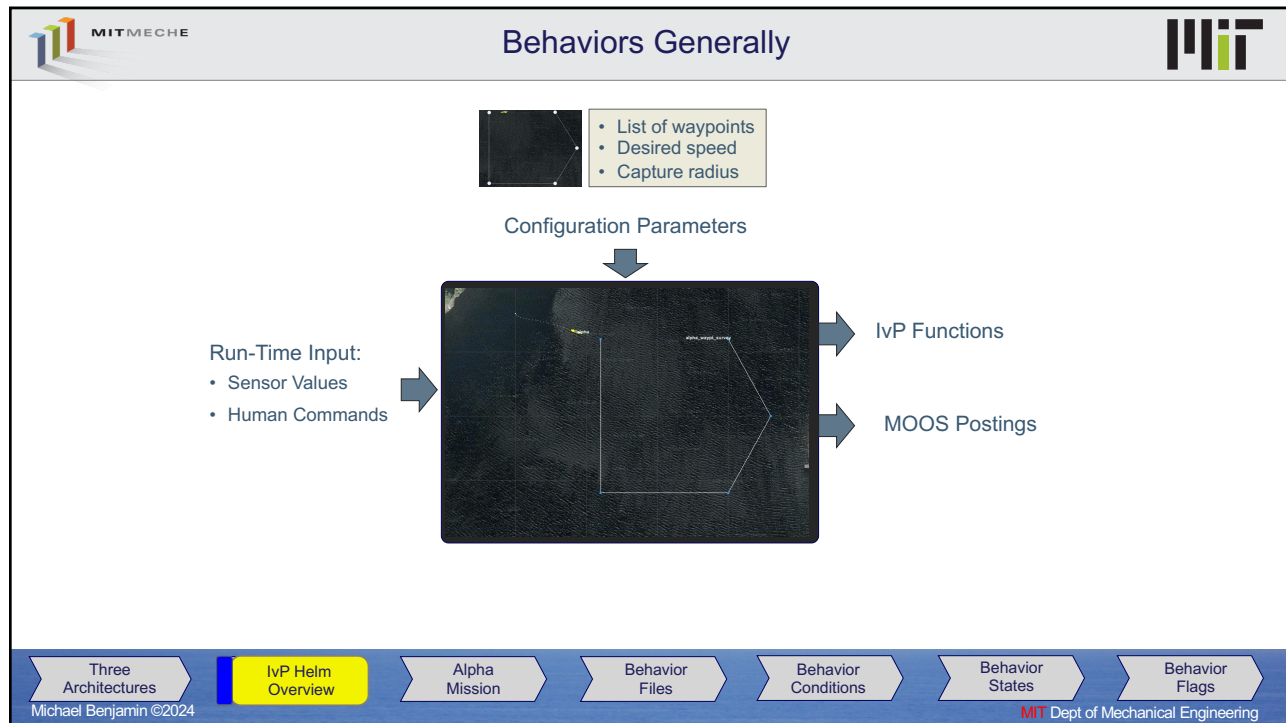 MITMECHE
Behaviors Generally
MIT
• List of waypoints
• Desired speed
• Capture radius
Configuration Parameters
Run-Time Input:
• Sensor Values
• Human Commands
alpha_waypt_survey
IvP Functions
MOOS Postings
Three
Architectures
IvP Helm
Overview
Alpha
Mission
Behavior
Files
Behavior
Conditions
Behavior
States
Behavior
Flags
Michael Benjamin ©2024
MIT Dept of Mechanical Engineering